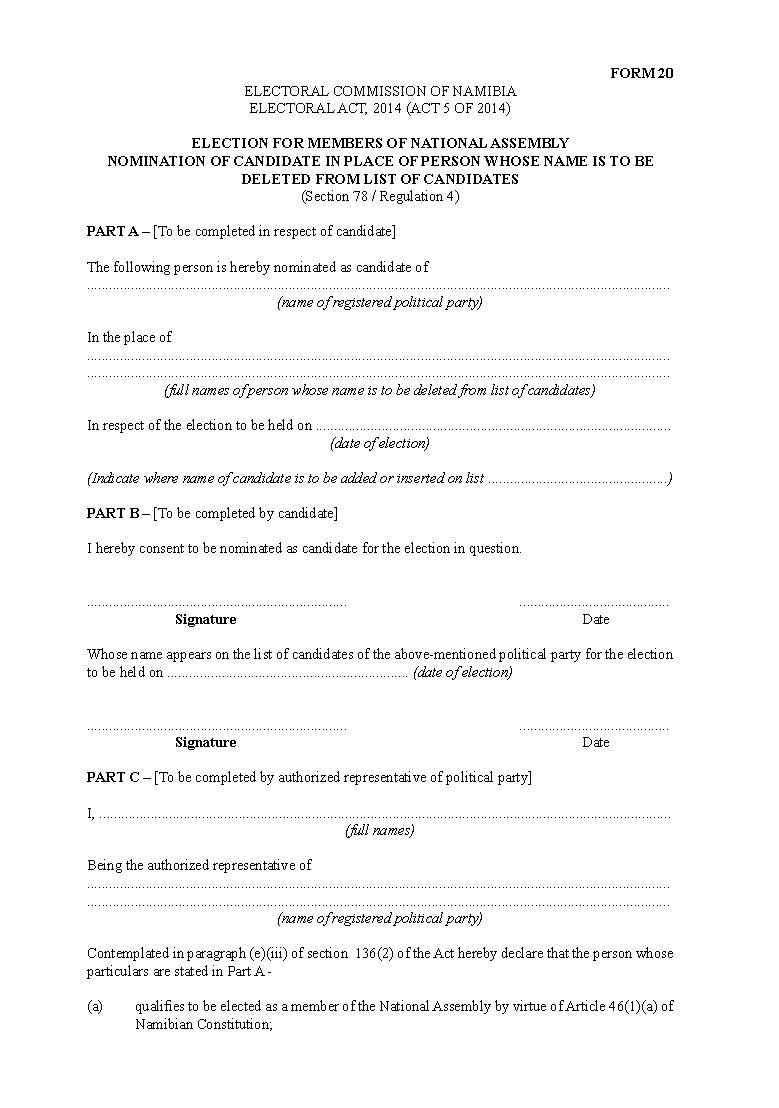 FORM 20
ELECTORAL COMMISSION OF NAMIBIA
ELECTORAL ACT, 2014 (ACT 5 OF 2014)
ELECTION FOR MEMBERS OF NATIONAL ASSEMBLY
NOMINATION OF CANDIDATE IN PLACE OF PERSON WHOSE NAME IS TO BE
DELETED FROM LIST OF CANDIDATES
(Section 78 / Regulation 4)
PART A – [To be completed in respect of candidate]
The following person is hereby nominated as candidate of
................................................................................
(name of registered political party)
In the place of
................................................................................
................................................................................
(full names of person whose name is to be deleted from list of candidates)
In respect of the election to be held on ................................................................................
(date of election)
(Indicate where name of candidate is to be added or inserted on list .................................................)
PART B – [To be completed by candidate]
I hereby consent to be nominated as candidate for the election in question.
....................................................................... .........................................
Signature Date
Whose name appears on the list of candidates of the above-mentioned political party for the election
to be held on .................................................................. (date of election)
....................................................................... .........................................
Signature Date
PART C – [To be completed by authorized representative of political party]
I, ................................................................................
(full names)
Being the authorized representative of
................................................................................
................................................................................
(name of registered political party)
Contemplated in paragraph (e)(iii) of section 136(2) of the Act hereby declare that the person whose
particulars are stated in Part A -
(a) qualifies to be elected as a member of the National Assembly by virtue of Article 46(1)(a) of
Namibian Constitution;